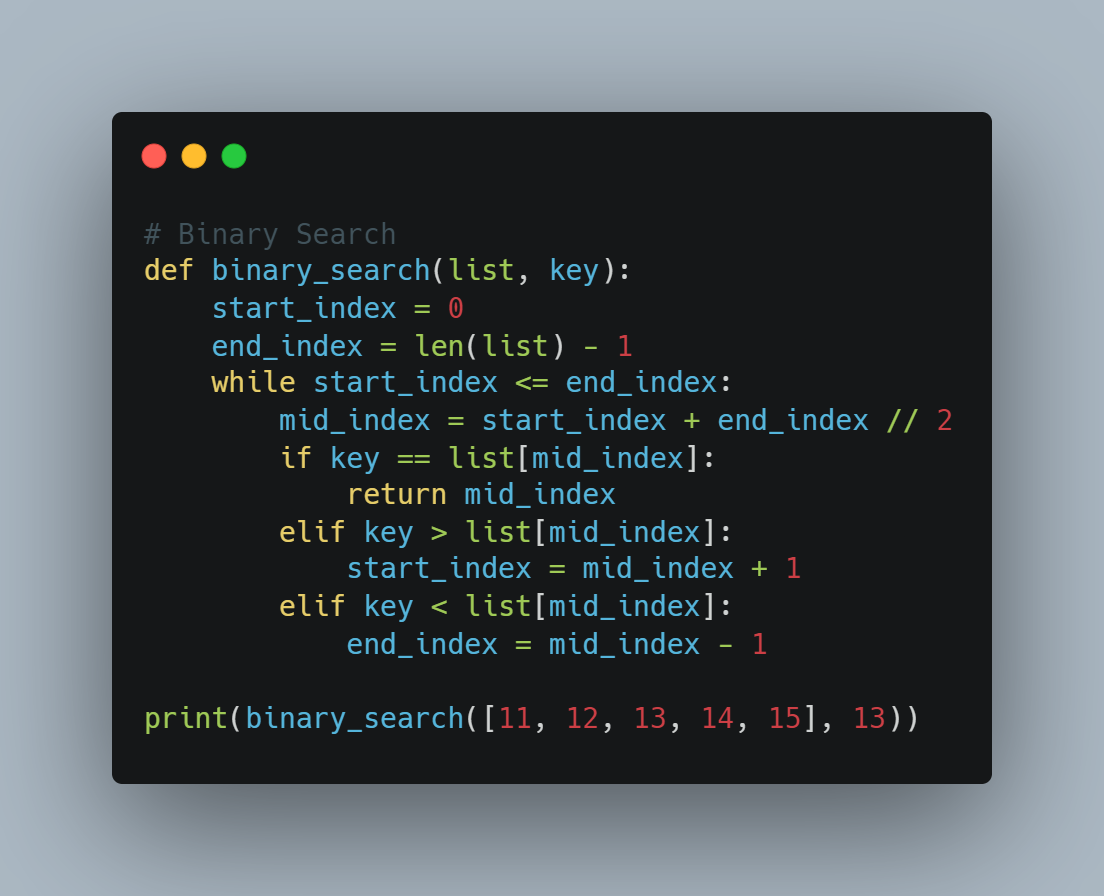 # Binary Search
def binary_search(list, key):
    start_index = 0
    end_index = len(list) - 1
    while start_index <= end_index:
        mid_index = start_index + end_index // 2
        if key == list[mid_index]:
            return mid_index
        elif key > list[mid_index]:
            start_index = mid_index + 1
        elif key < list[mid_index]:
            end_index = mid_index - 1
print(binary_search([11, 12, 13, 14, 15], 13))